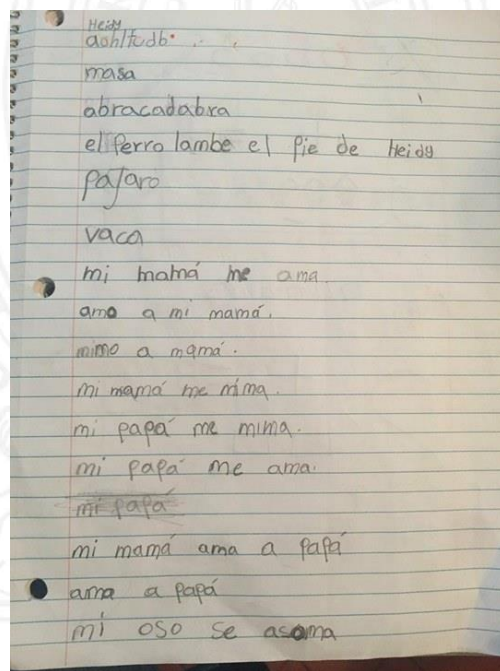 Heidy
masa
abracadabra
el perro lambe el pie de Heidy
pájaro
vaca
mi mamá me ama.
amo a mi mamá.
mimo a mamá.
mi mamá me mima.
mi papá me mima.
mi papá me ama.
mi papá
mi mamá ama a papá
ama a papá
mi oso se asoma